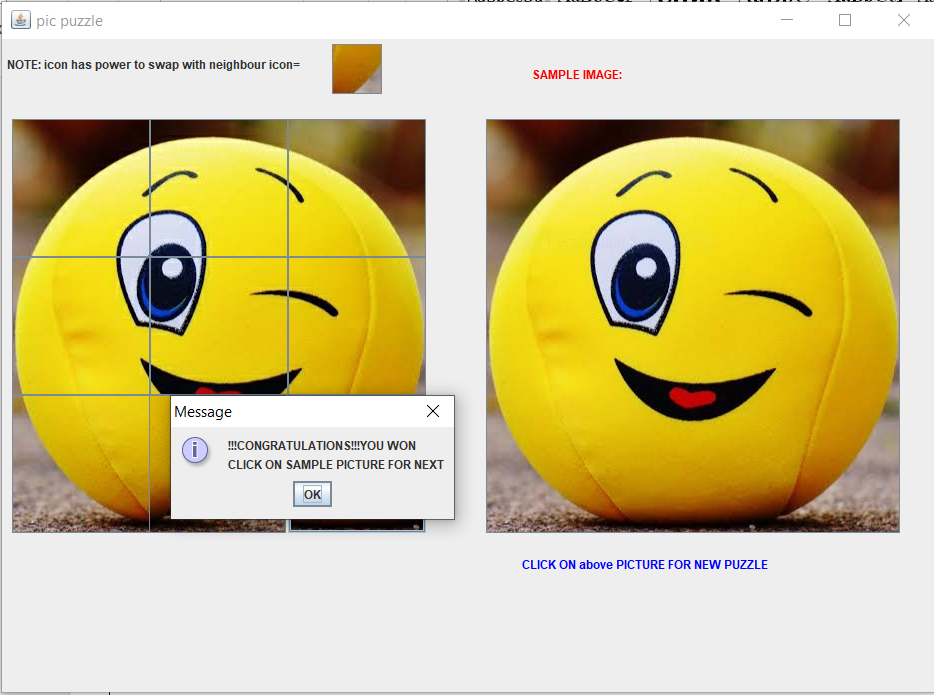 pic puzzle
NOTE: icon has power to swap with neighbour icon=
SAMPLE IMAGE:
Message
!!!CONGRATULATIONS!!!YOU WON
CLICK ON SAMPLE PICTURE FOR NEXT
OK
CLICK ON above PICTURE FOR NEW PUZZLE